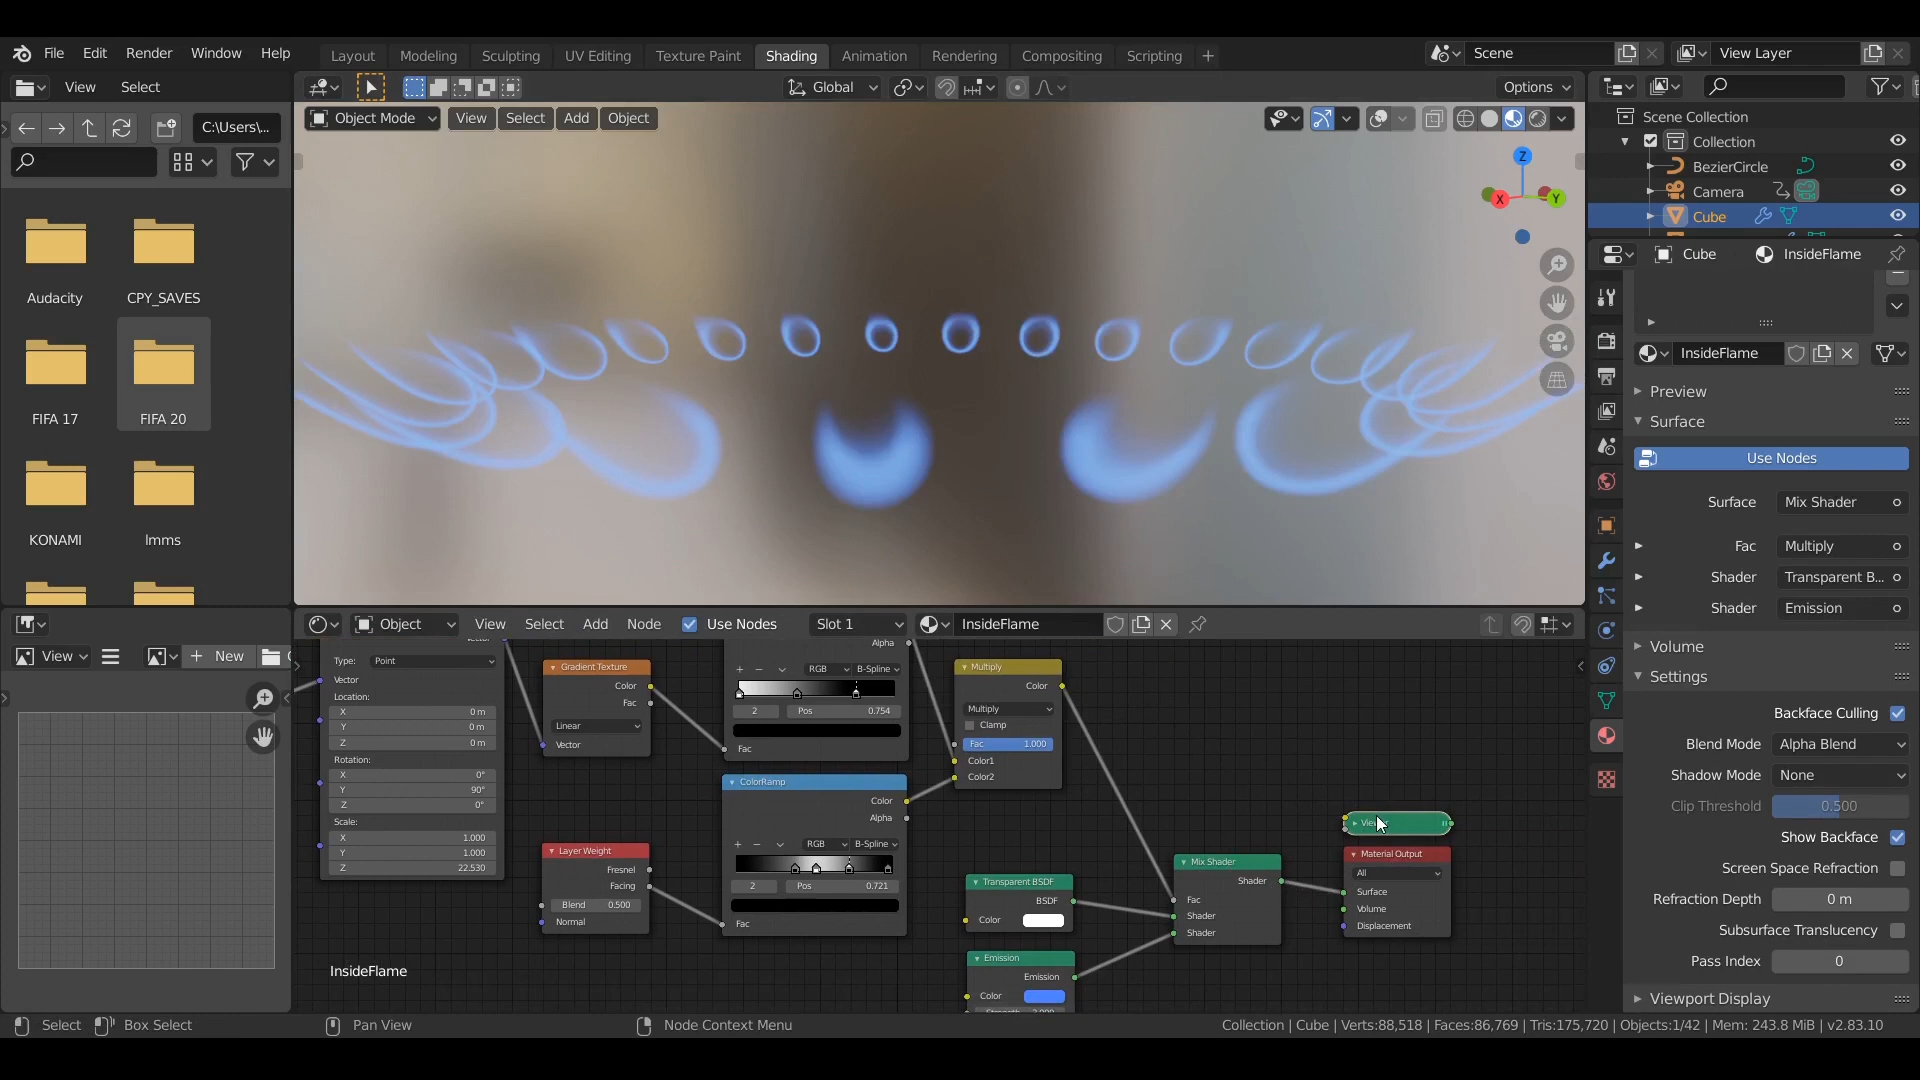 File Edit Render Window Help
Layout Modeling Sculpting UV Editing Texture Paint Shading Animation Rendering Compositing Scripting +
Scene
View Layer
View Select
Global
Options
C:\Users\...
Object Mode View Select Add Object
Z
X
Y
Scene Collection
Collection
BezierCircle
Camera
Cube
Cube InsideFlame
Audacity CPY_SAVES
FIFA 17 FIFA 20
KONAMI lmms
InsideFlame
Preview
Surface
Use Nodes
Surface Mix Shader
Fac Multiply
Shader Transparent B...
Shader Emission
Volume
Settings
Backface Culling
Blend Mode Alpha Blend
Shadow Mode None
Clip Threshold 0.500
Show Backface
Screen Space Refraction
Refraction Depth 0 m
Subsurface Translucency
Pass Index 0
Viewport Display
View + New
Object View Select Add Node Use Nodes Slot 1 InsideFlame
Type: Point
Vector
Location:
X 0 m
Y 0 m
Z 0 m
Rotation:
X 0°
Y 90°
Z 0°
Scale:
X 1.000
Y 1.000
Z 22.530
Gradient Texture
Color
Fac
Linear
Vector
Layer Weight
Fresnel
Facing
Blend 0.500
Normal
Alpha
RGB B-Spline
2 Pos 0.754
Fac
ColorRamp
Color
Alpha
RGB B-Spline
2 Pos 0.721
Fac
Multiply
Color
Multiply
Clamp
Fac 1.000
Color1
Color2
Transparent BSDF
BSDF
Color
Emission
Emission
Color
Mix Shader
Shader
Fac
Shader
Shader
Material Output
All
Surface
Volume
Displacement
InsideFlame
Select Box Select Pan View Node Context Menu
Collection | Cube | Verts:88,518 | Faces:86,769 | Tris:175,720 | Objects:1/42 | Mem: 243.8 MiB | v2.83.10